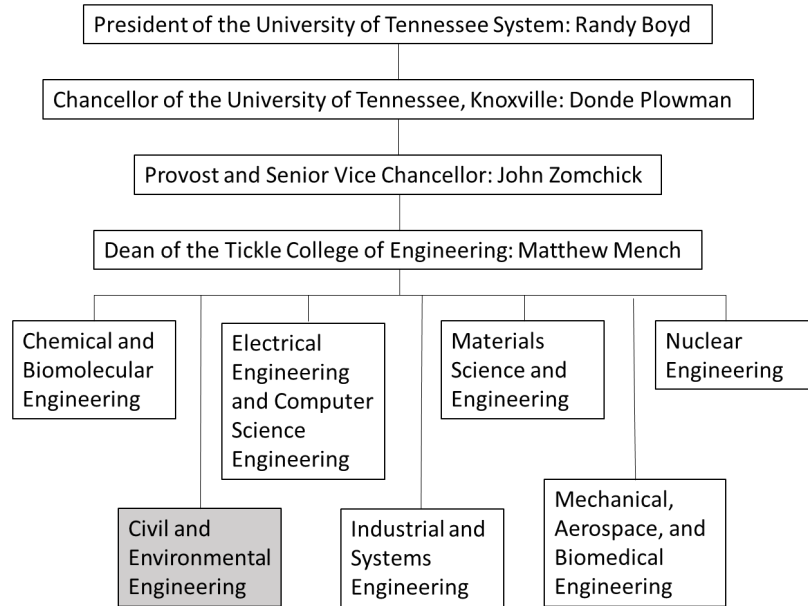 President of the University of Tennessee System: Randy Boyd
Chancellor of the University of Tennessee, Knoxville: Donde Plowman
Provost and Senior Vice Chancellor: John Zomchick
Dean of the Tickle College of Engineering: Matthew Mench
Chemical and
Biomolecular
Engineering
Electrical
Engineering
and Computer
Science
Engineering
Materials
Science and
Engineering
Nuclear
Engineering
Civil and
Environmental
Engineering
Industrial and
Systems
Engineering
Mechanical,
Aerospace, and
Biomedical
Engineering